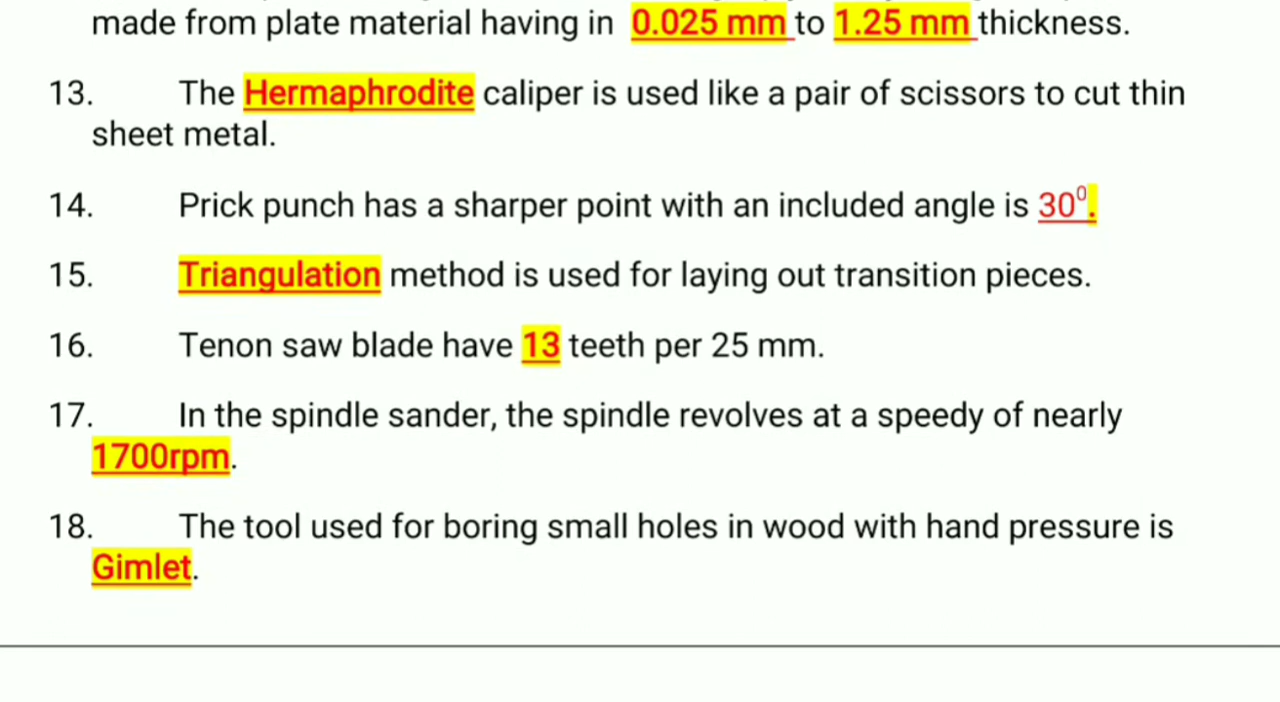 made from plate material having in 0.025 mm to 1.25 mm thickness.
13. The Hermaphrodite caliper is used like a pair of scissors to cut thin
sheet metal.
14. Prick punch has a sharper point with an included angle is 30⁰.
15. Triangulation method is used for laying out transition pieces.
16. Tenon saw blade have 13 teeth per 25 mm.
17. In the spindle sander, the spindle revolves at a speedy of nearly
1700rpm.
18. The tool used for boring small holes in wood with hand pressure is
Gimlet.